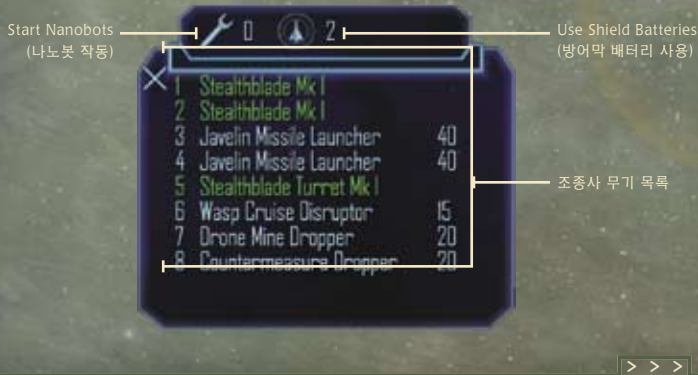 Start Nanobots
(나노봇 작동)
0
2
Use Shield Batteries
(방어막 배터리 사용)
1 Stealthblade Mk I
2 Stealthblade Mk I
3 Javelin Missile Launcher 40
4 Javelin Missile Launcher 40
5 Stealthblade Turret Mk I
6 Wasp Cruise Disruptor 15
7 Drone Mine Dropper 20
8 Countermeasure Dropper 20
조종사 무기 목록
> > >